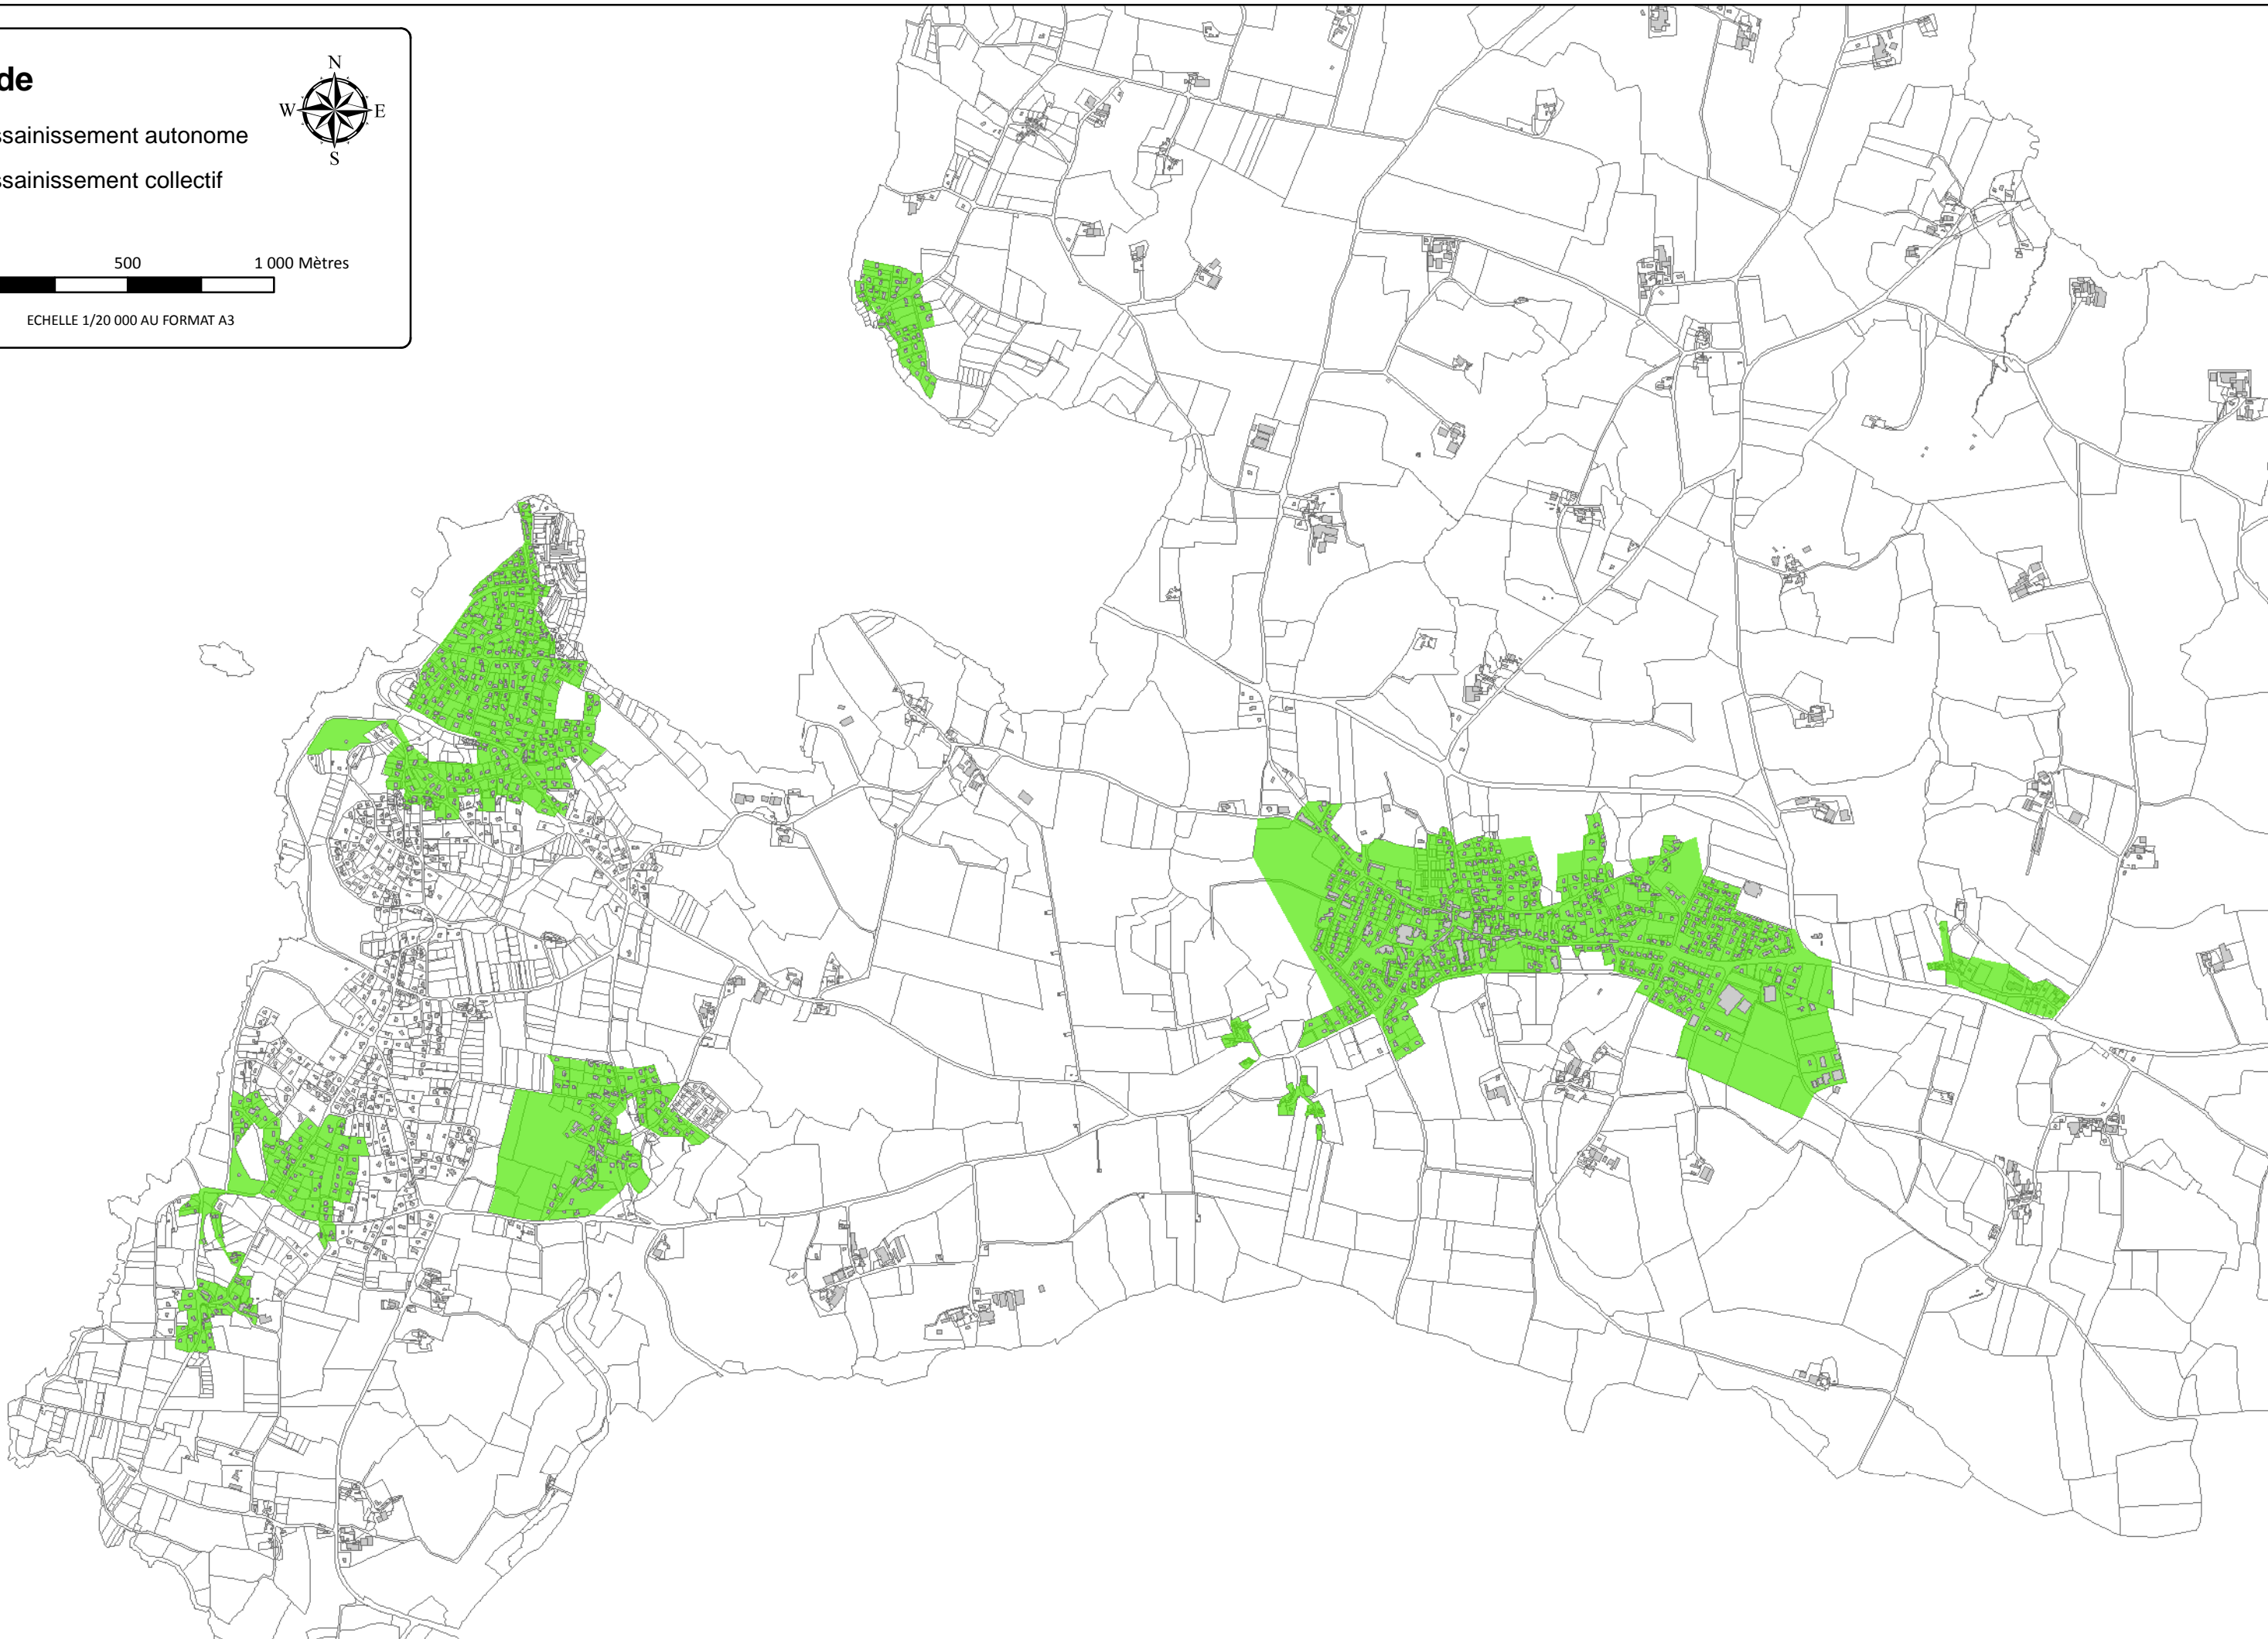 de
N
W E
S
ssainissement autonome
ssainissement collectif
500 1 000 Mètres
ECHELLE 1/20 000 AU FORMAT A3